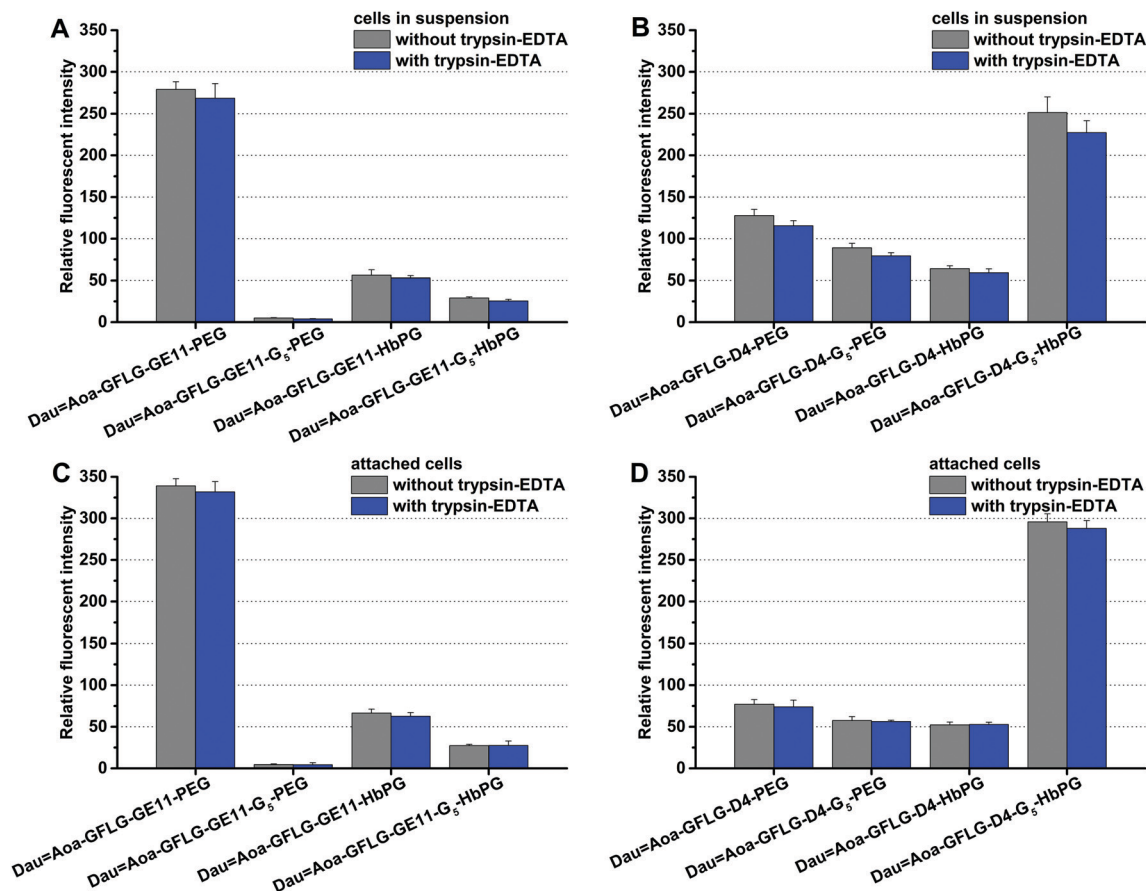 A
cells in suspension
without trypsin-EDTA
with trypsin-EDTA
Relative fluorescent intensity
350
300
250
200
150
100
50
0
Dau=Aoa-GFLG-GE11-PEG
Dau=Aoa-GFLG-GE11-G₅-PEG
Dau=Aoa-GFLG-GE11-HbPG
Dau=Aoa-GFLG-GE11-G₅-HbPG
B
cells in suspension
without trypsin-EDTA
with trypsin-EDTA
Relative fluorescent intensity
350
300
250
200
150
100
50
0
Dau=Aoa-GFLG-D4-PEG
Dau=Aoa-GFLG-D4-G₅-PEG
Dau=Aoa-GFLG-D4-HbPG
Dau=Aoa-GFLG-D4-G₅-HbPG
C
attached cells
without trypsin-EDTA
with trypsin-EDTA
Relative fluorescent intensity
350
300
250
200
150
100
50
0
Dau=Aoa-GFLG-GE11-PEG
Dau=Aoa-GFLG-GE11-G₅-PEG
Dau=Aoa-GFLG-GE11-HbPG
Dau=Aoa-GFLG-GE11-G₅-HbPG
D
attached cells
without trypsin-EDTA
with trypsin-EDTA
Relative fluorescent intensity
350
300
250
200
150
100
50
0
Dau=Aoa-GFLG-D4-PEG
Dau=Aoa-GFLG-D4-G₅-PEG
Dau=Aoa-GFLG-D4-HbPG
Dau=Aoa-GFLG-D4-G₅-HbPG